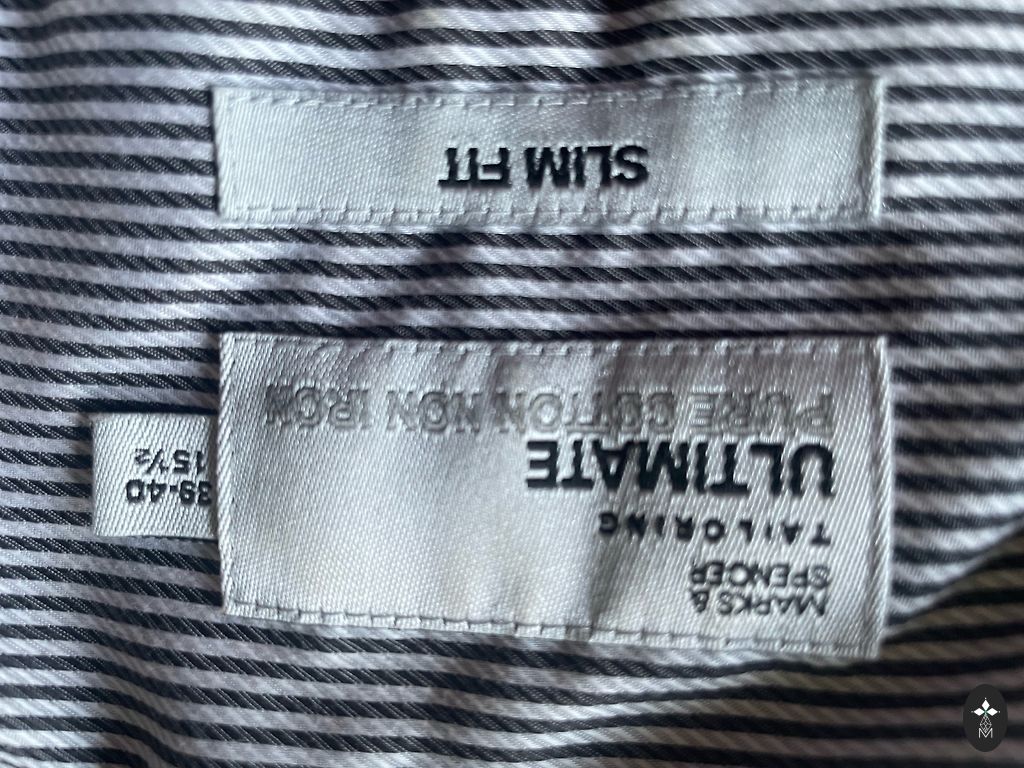 MARKS &
SPENCER
TAILORING
ULTIMATE
PURE COTTON NON IRON
39-40
15½
SLIM FIT